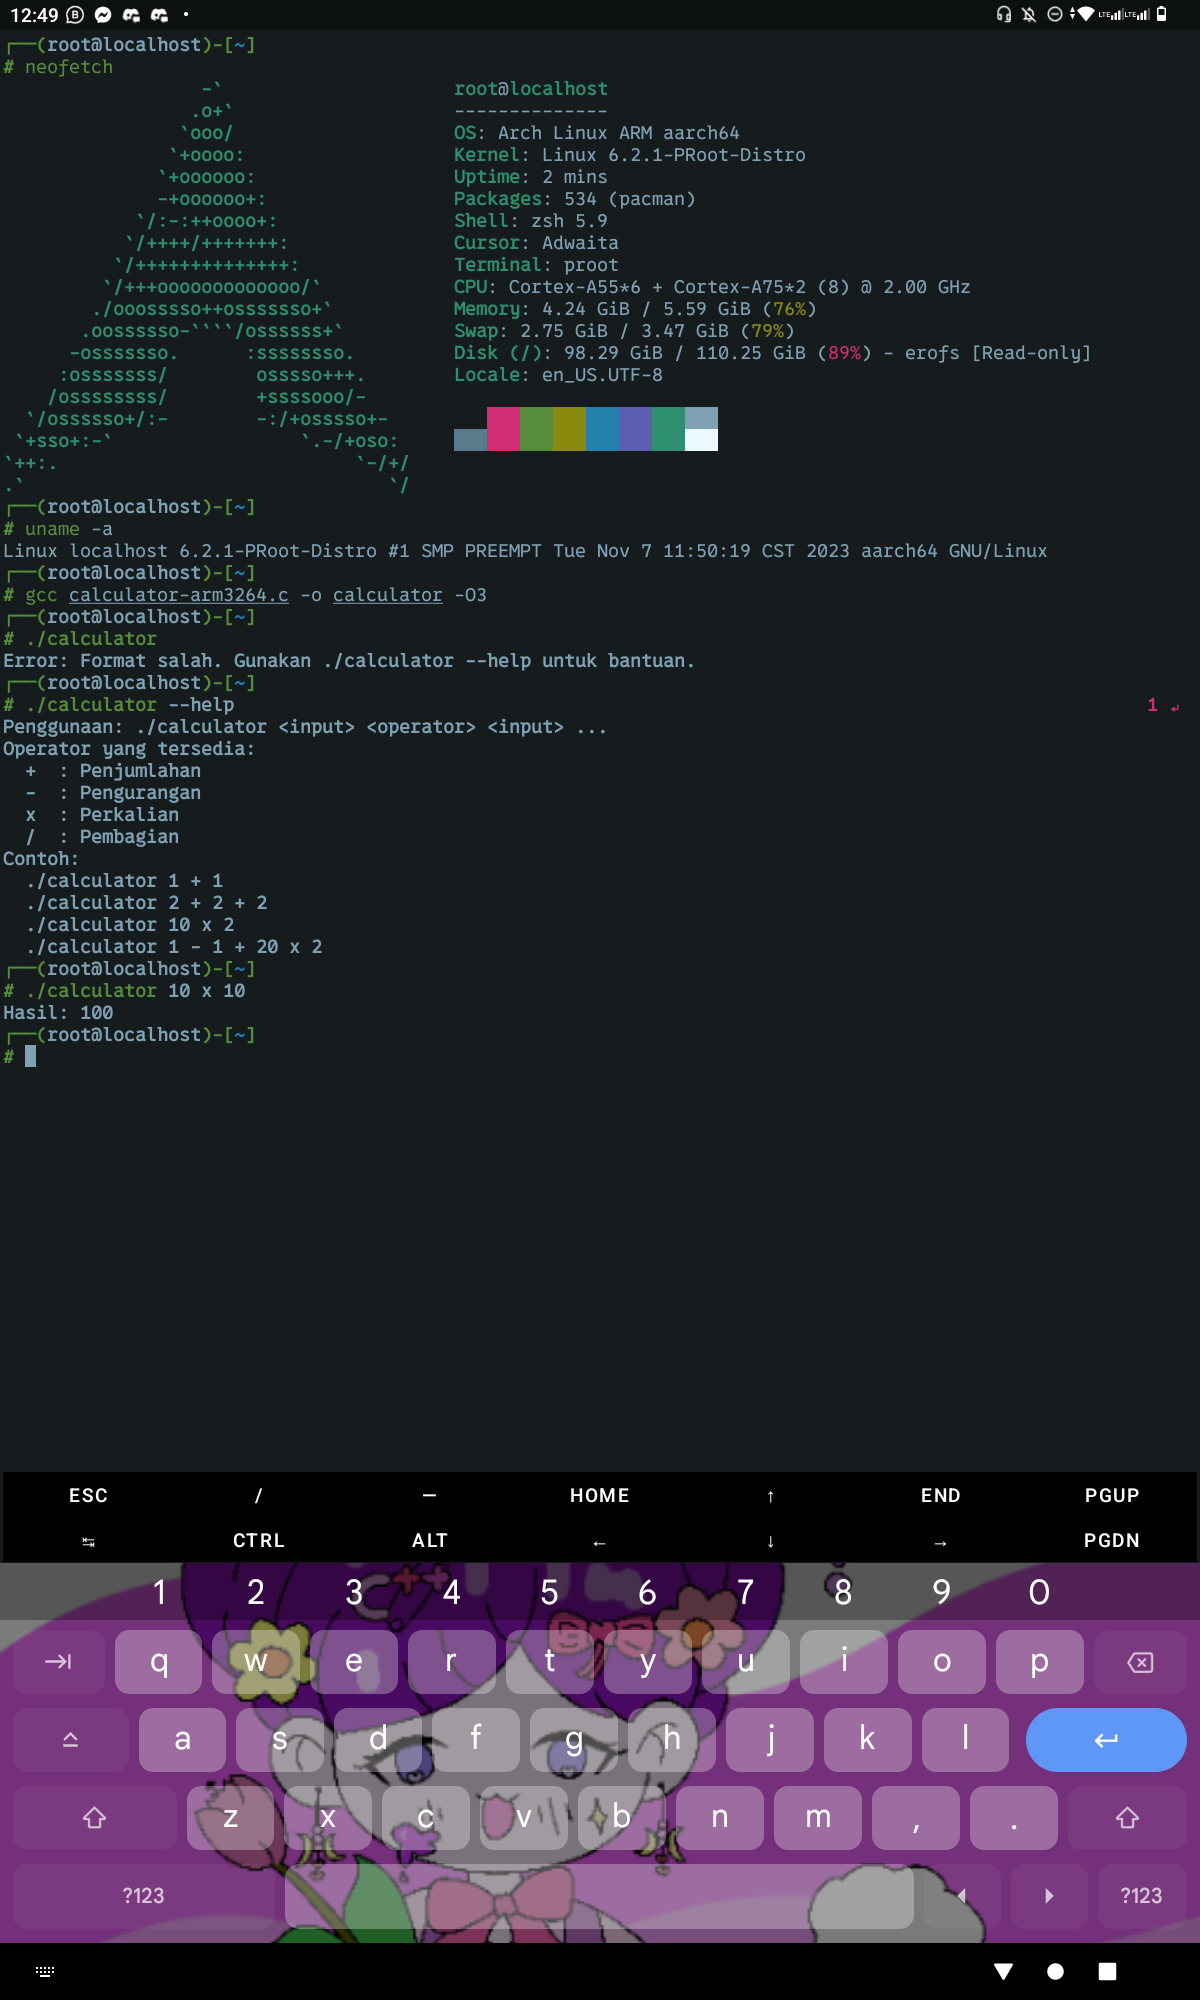 12:49
┌──(root@localhost)-[~]
# neofetch
-`
.o+`
`ooo/
`+oooo:
`+oooooo:
-+oooooo+:
`/:-:++oooo+:
`/++++/+++++++:
`/++++++++++++++:
`/+++ooooooooooooo/`
./ooosssso++osssssso+`
.oossssso-````/ossssss+`
-osssssso. :ssssssso.
:osssssss/ osssso+++.
/ossssssss/ +ssssooo/-
`/ossssso+/:- -:/+osssso+-
`+sso+:-` `.-/+oso:
`++:. `-/+/
.` `/
root@localhost
--------------
OS: Arch Linux ARM aarch64
Kernel: Linux 6.2.1-PRoot-Distro
Uptime: 2 mins
Packages: 534 (pacman)
Shell: zsh 5.9
Cursor: Adwaita
Terminal: proot
CPU: Cortex-A55*6 + Cortex-A75*2 (8) @ 2.00 GHz
Memory: 4.24 GiB / 5.59 GiB (76%)
Swap: 2.75 GiB / 3.47 GiB (79%)
Disk (/): 98.29 GiB / 110.25 GiB (89%) - erofs [Read-only]
Locale: en_US.UTF-8
┌──(root@localhost)-[~]
# uname -a
Linux localhost 6.2.1-PRoot-Distro #1 SMP PREEMPT Tue Nov 7 11:50:19 CST 2023 aarch64 GNU/Linux
┌──(root@localhost)-[~]
# gcc calculator-arm3264.c -o calculator -O3
┌──(root@localhost)-[~]
# ./calculator
Error: Format salah. Gunakan ./calculator --help untuk bantuan.
┌──(root@localhost)-[~]
# ./calculator --help 1 ↵
Penggunaan: ./calculator <input> <operator> <input> ...
Operator yang tersedia:
+ : Penjumlahan
- : Pengurangan
x : Perkalian
/ : Pembagian
Contoh:
./calculator 1 + 1
./calculator 2 + 2 + 2
./calculator 10 x 2
./calculator 1 - 1 + 20 x 2
┌──(root@localhost)-[~]
# ./calculator 10 x 10
Hasil: 100
┌──(root@localhost)-[~]
#
ESC / — HOME ↑ END PGUP
↹ CTRL ALT ← ↓ → PGDN
1 2 3 4 5 6 7 8 9 0
q w e r t y u i o p
a s d f g h j k l
z x c v b n m , .
?123 ?123